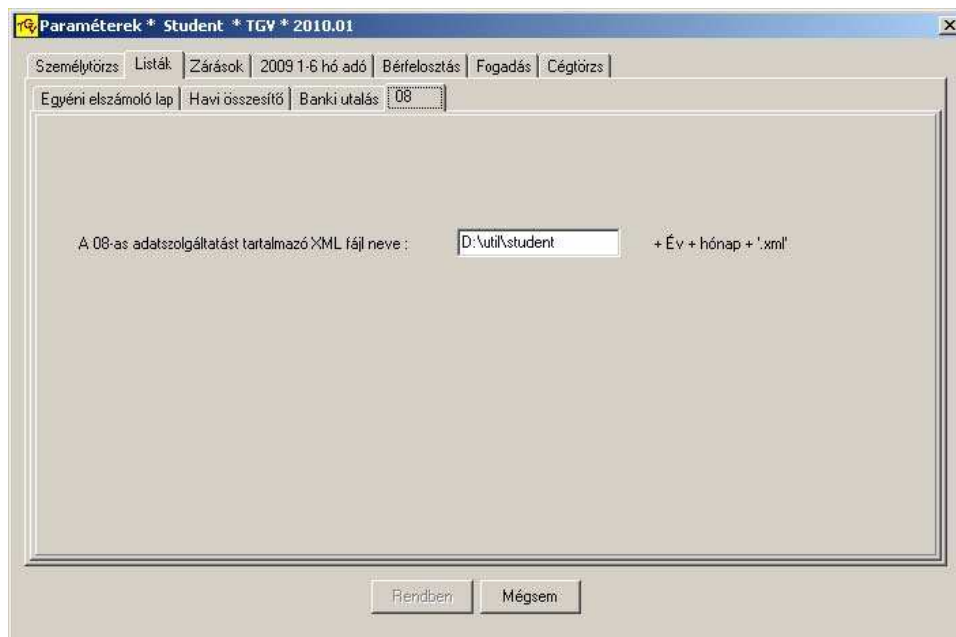 TGV Paraméterek * Student * TGV * 2010.01
Személytörzs Listák Zárások 2009 1-6 hó adó Bérfelosztás Fogadás Cégtörzs
Egyéni elszámoló lap Havi összesítő Banki utalás 08
A 08-as adatszolgáltatást tartalmazó XML fájl neve : D:\util\student + Év + hónap + '.xml'
Rendben Mégsem